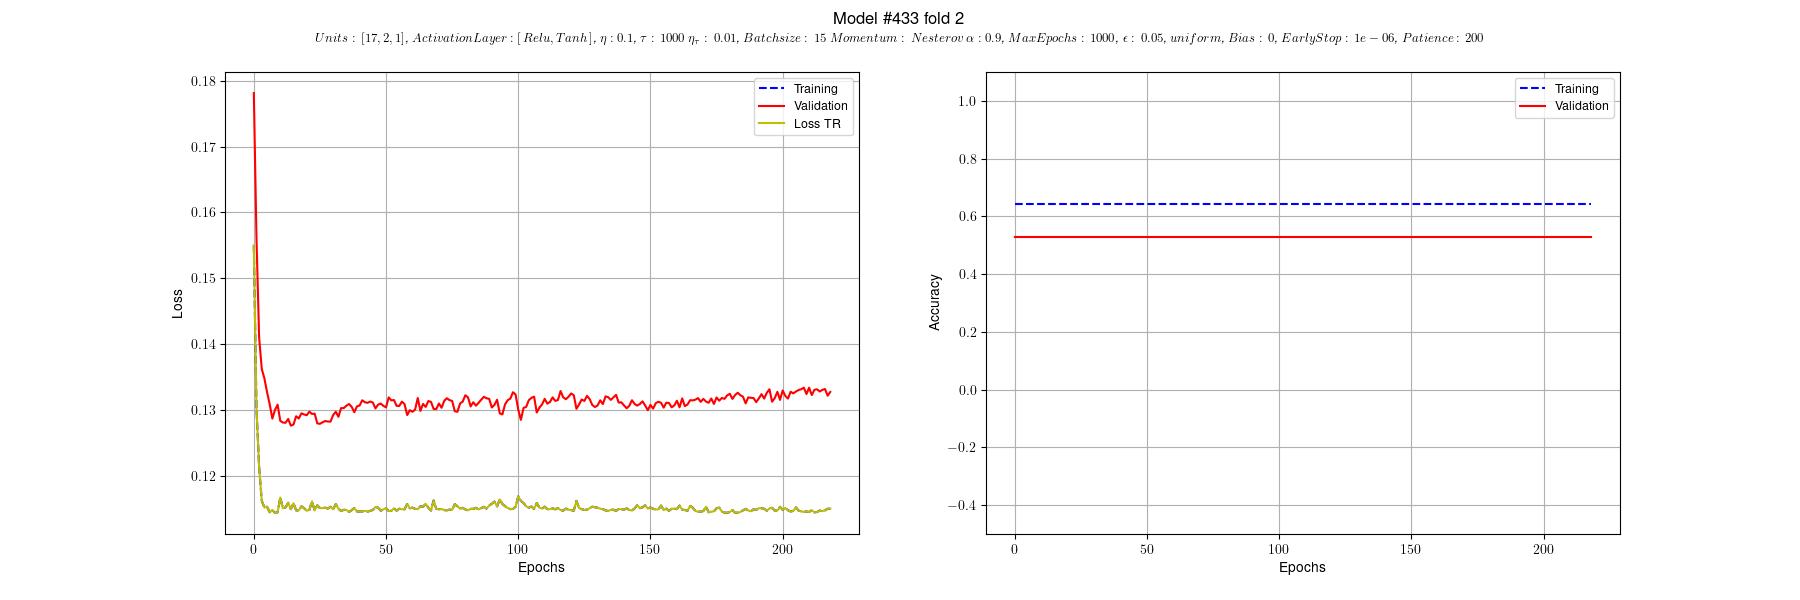 Model #433 fold 2
Units : [17, 2, 1], ActivationLayer : [ Relu, Tanh], η : 0.1, τ : 1000 ητ : 0.01, Batchsize : 15 Momentum : Nesterov α : 0.9, MaxEpochs : 1000, ϵ : 0.05, uniform, Bias : 0, EarlyStop : 1e − 06, Patience : 200
0.18
0.17
0.16
0.15
0.14
0.13
0.12
Loss
0 50 100 150 200
Epochs
Training
Validation
Loss TR
1.0
0.8
0.6
0.4
0.2
0.0
−0.2
−0.4
Accuracy
0 50 100 150 200
Epochs
Training
Validation